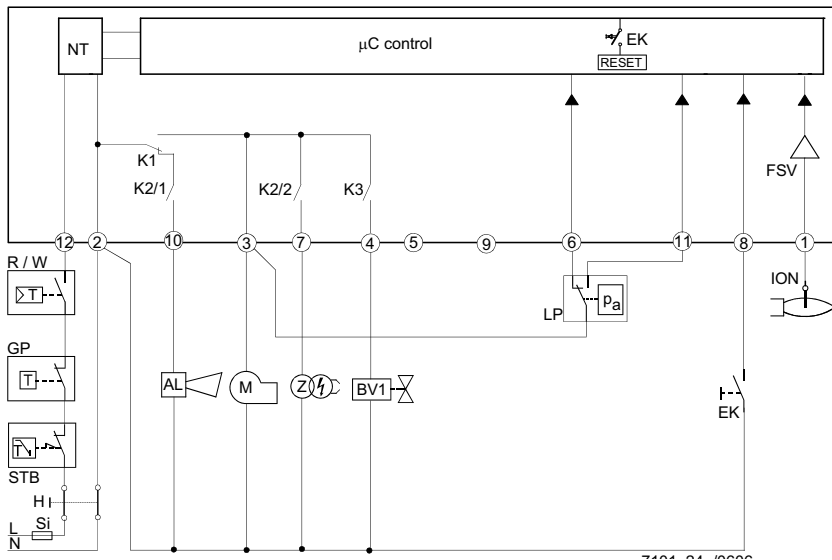 NT
μC control
EK
RESET
K1
FSV
K2/1
K2/2
K3
12
2
10
3
7
4
5
9
6
11
8
1
R / W
T
LP
pa
ION
GP
T
AL
M
Z
BV1
EK
T
STB
H
L
Si
N